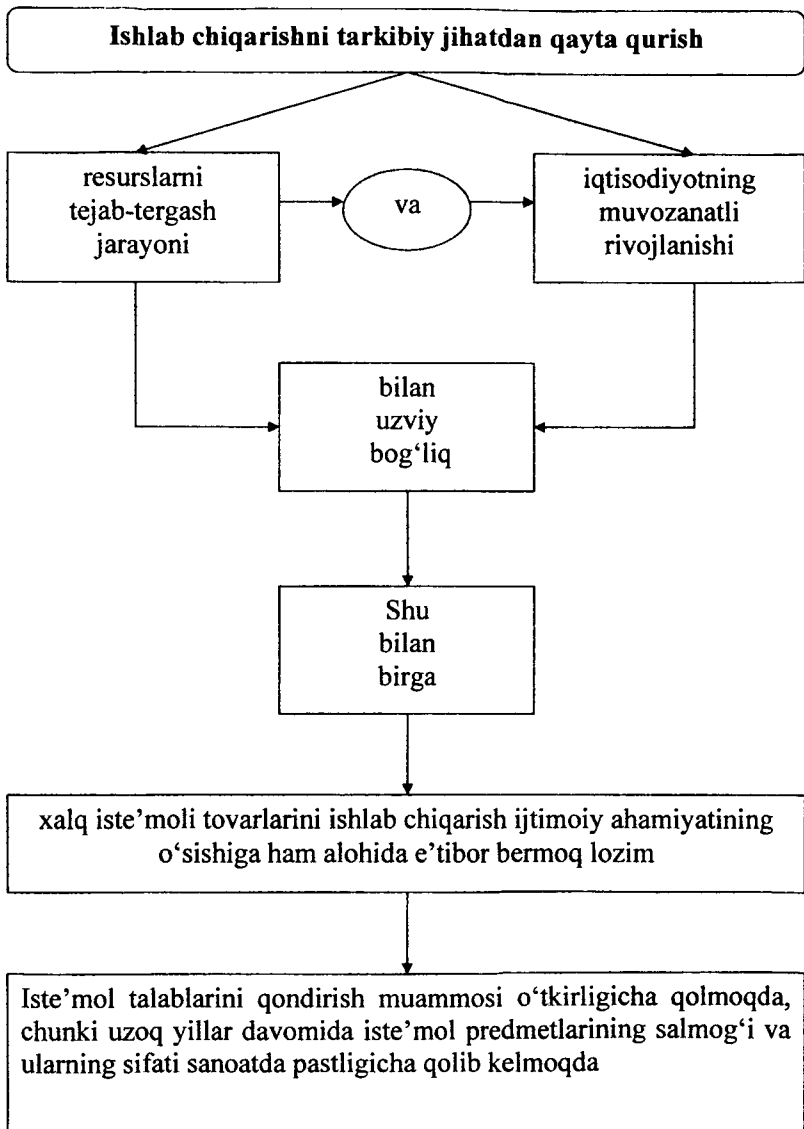 Ishlab chiqarishni tarkibiy jihatdan qayta qurish
resurslarni
tejab-tergash
jarayoni
va
iqtisodiyotning
muvozanatli
rivojlanishi
bilan
uzviy
bog‘liq
Shu
bilan
birga
xalq iste’moli tovarlarini ishlab chiqarish ijtimoiy ahamiyatining
o‘sishiga ham alohida e’tibor bermoq lozim
Iste’mol talablarini qondirish muammosi o‘tkirligicha qolmoqda,
chunki uzoq yillar davomida iste’mol predmetlarining salmog‘i va
ularning sifati sanoatda pastligicha qolib kelmoqda